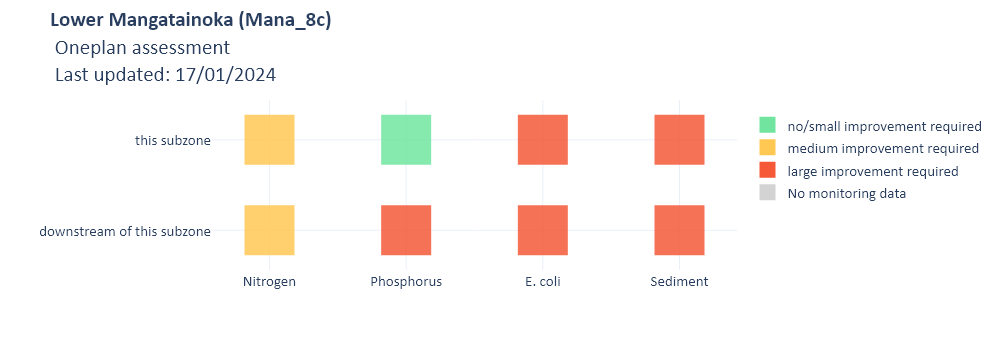 Lower Mangatainoka (Mana_8c)
Oneplan assessment
Last updated: 17/01/2024
this subzone
downstream of this subzone
Nitrogen
Phosphorus
E. coli
Sediment
no/small improvement required
medium improvement required
large improvement required
No monitoring data